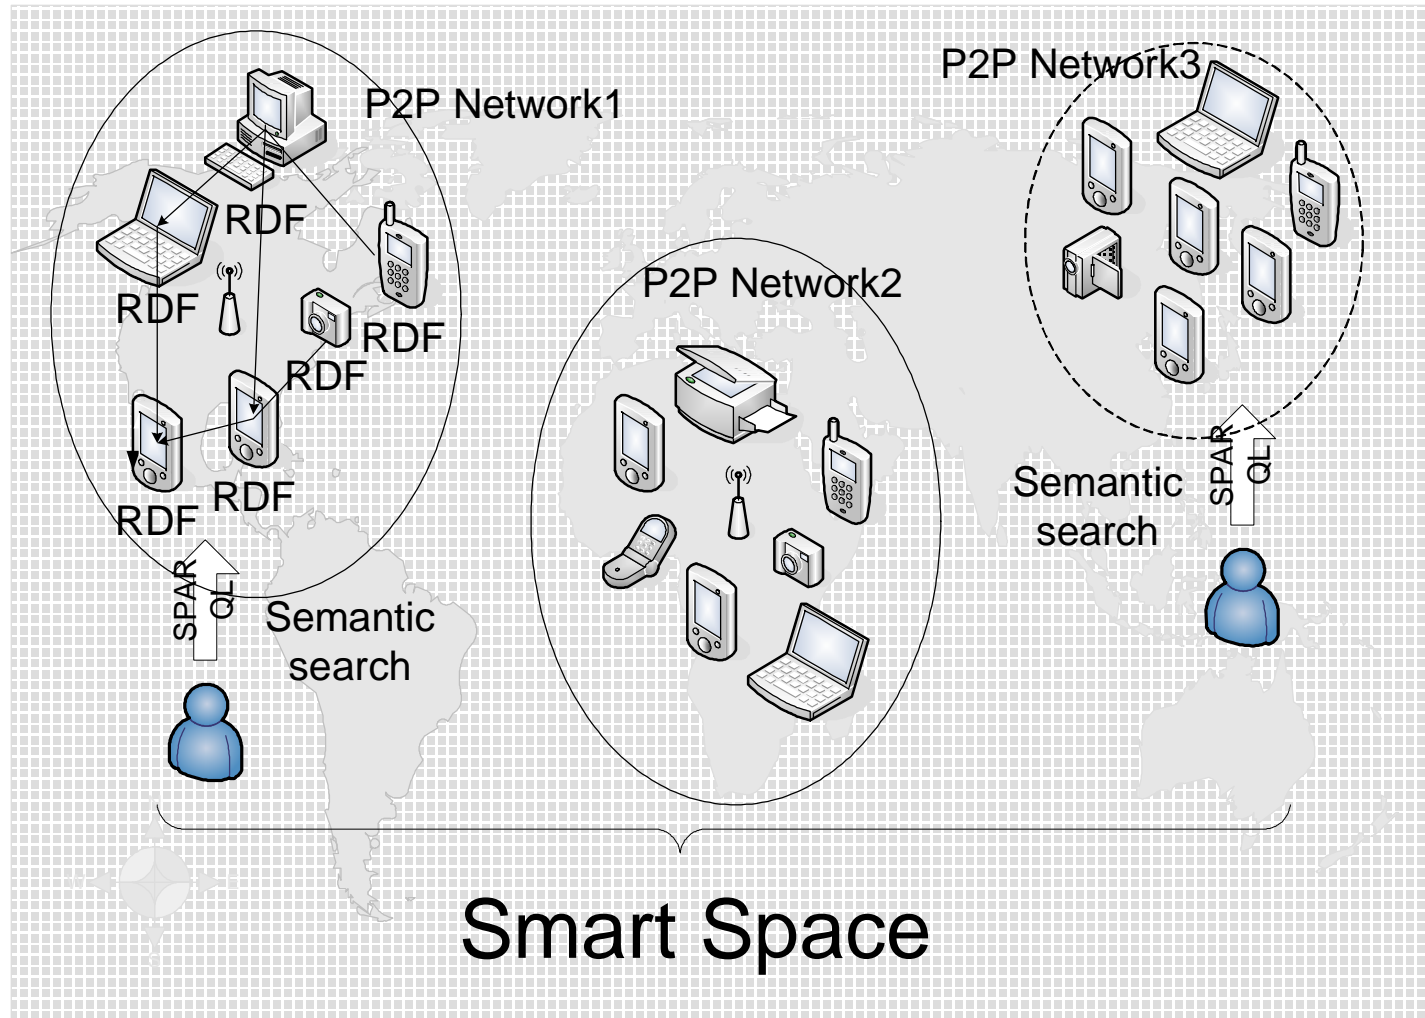 P2P Network3
P2P Network1
RDF
P2P Network2
RDF
RDF
RDF
RDF
RDF
Semantic
search
SPAR
QL
SPAR
QL
Semantic
search
Smart Space